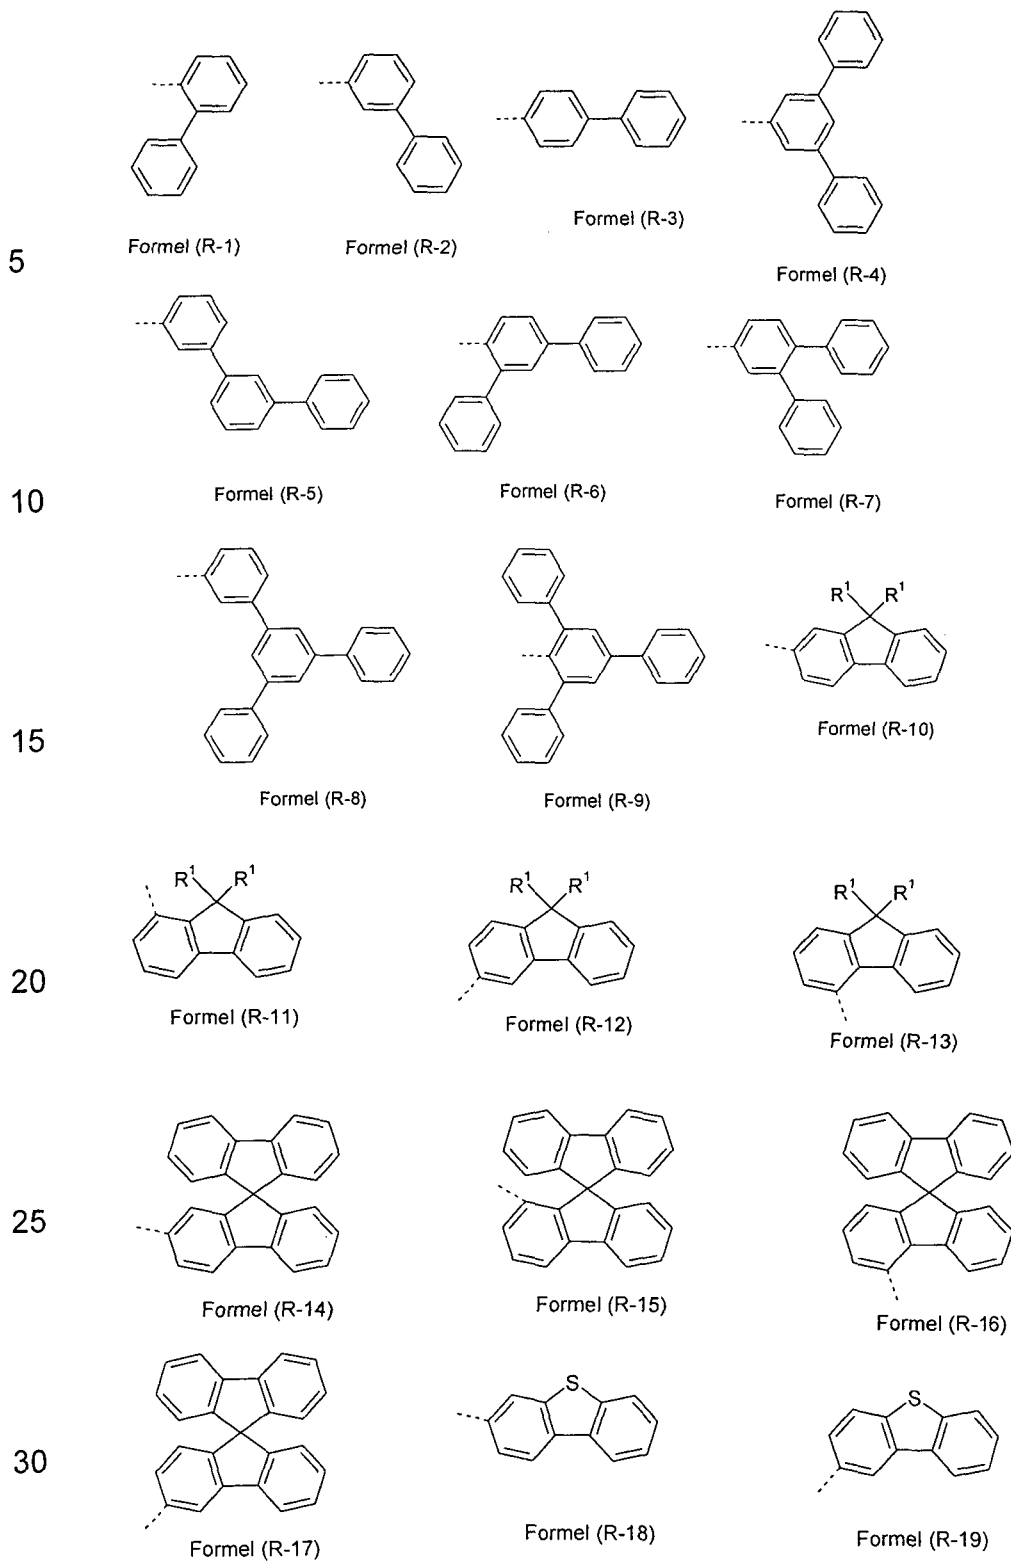 Formel (R-1) Formel (R-2) Formel (R-3) Formel (R-4)
5
Formel (R-5) Formel (R-6) Formel (R-7)
10
R¹ R¹
Formel (R-8) Formel (R-9) Formel (R-10)
15
R¹ R¹ R¹ R¹ R¹ R¹
Formel (R-11) Formel (R-12) Formel (R-13)
20
Formel (R-14) Formel (R-15) Formel (R-16)
25
S S
Formel (R-17) Formel (R-18) Formel (R-19)
30